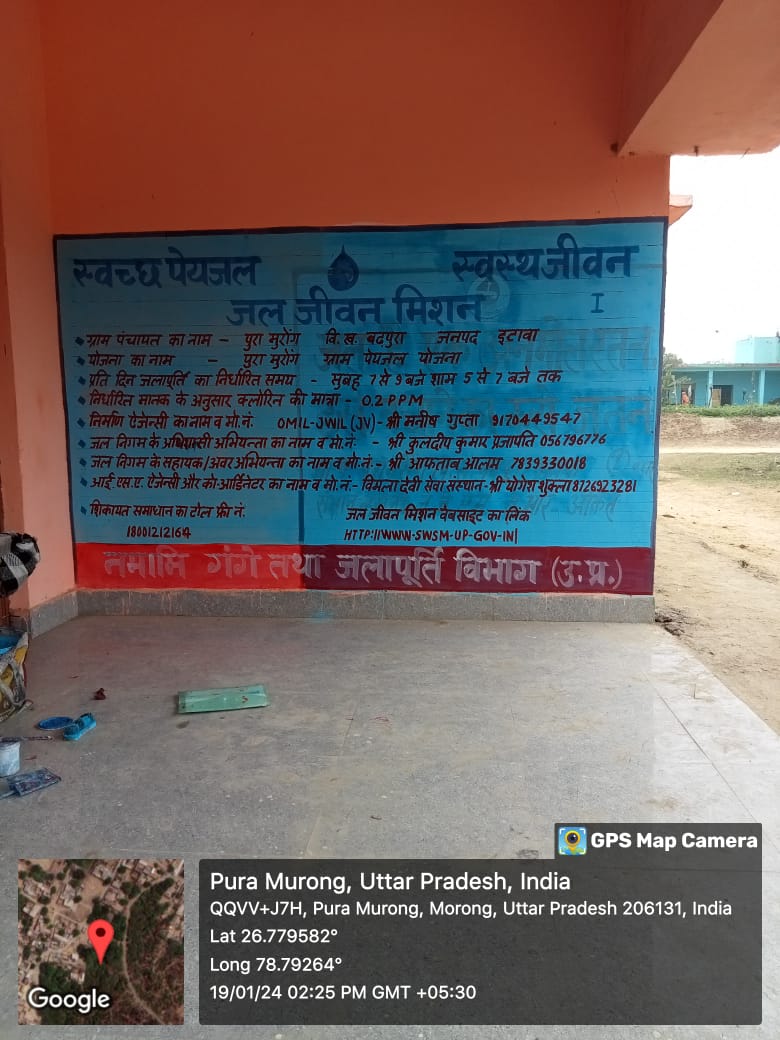 स्वच्छ पेयजल स्वस्थ जीवन
जल जीवन मिशन I
ग्राम पंचायत का नाम - पुरा मुरोंग वि.ख. बढ़पुरा जनपद इटावा
योजना का नाम - पुरा मुरोंग ग्राम पेयजल योजना
प्रति दिन जलापूर्ति का निर्धारित समय - सुबह 7 से 9 बजे शाम 5 से 7 बजे तक
निर्धारित मानक के अनुसार क्लोरिन की मात्रा - 0.2 PPM
निर्माण ऐजेन्सी का नाम व मो.नं. OMIL-JWIL (JV)-श्री मनीष गुप्ता 9170449547
जल निगम के अभियन्ता का नाम व मो.नं. - श्री कुलदीप कुमार प्रजापति 056796776
जल निगम के सहायक/अवर अभियन्ता का नाम व मो.नं.- श्री आफताब आलम 7839330018
आई.एस.ए. ऐजेन्सी और को-आर्डिनेटर का नाम व मो.नं.- विमला देवी सेवा संस्थान-श्री योगेश शुक्ला 8726923281
शिकायत समाधान का टोल फ्री नं. जल जीवन मिशन वेबसाइट का लिंक
18001212164 HTTP://WWW-SWSM-UP-GOV-IN|
नमामि गंगे तथा जलापूर्ति विभाग (उ.प्र.)
GPS Map Camera
Pura Murong, Uttar Pradesh, India
QQVV+J7H, Pura Murong, Morong, Uttar Pradesh 206131, India
Lat 26.779582°
Long 78.79264°
19/01/24 02:25 PM GMT +05:30
Google